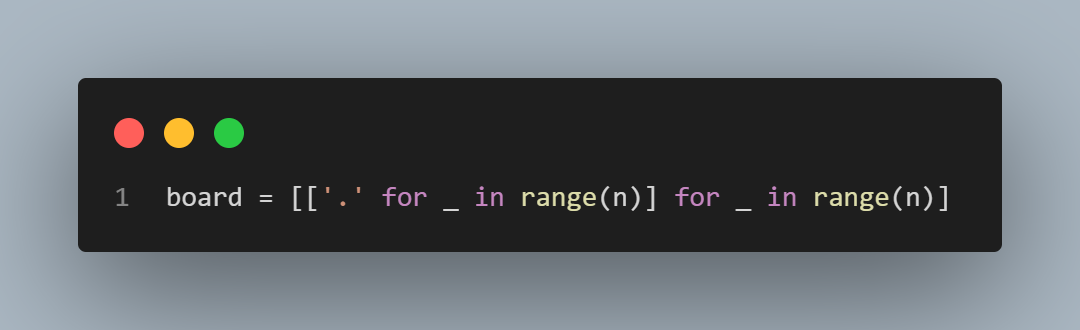 1 board = [['.' for _ in range(n)] for _ in range(n)]